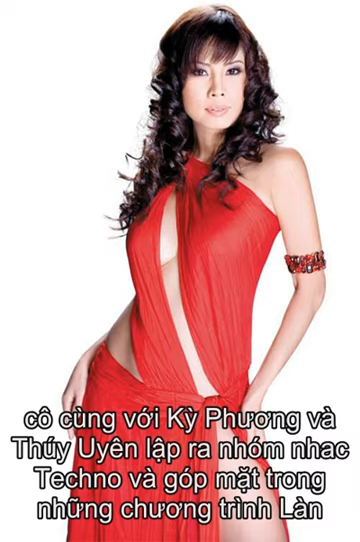 cô cùng với Kỳ Phương và
Thúy Uyên lập ra nhóm nhac
Techno và góp mặt trong
những chương trình Làn